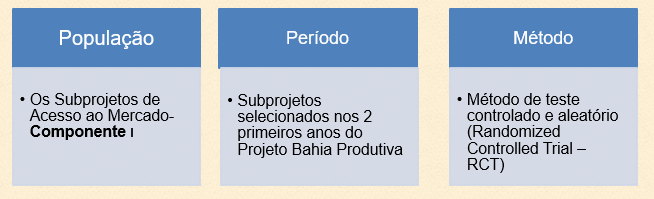 População
• Os Subprojetos de
Acesso ao Mercado-
Componente I
Período
• Subprojetos
selecionados nos 2
primeiros anos do
Projeto Bahia Produtiva
Método
• Método de teste
controlado e aleatório
(Randomized
Controlled Trial –
RCT)